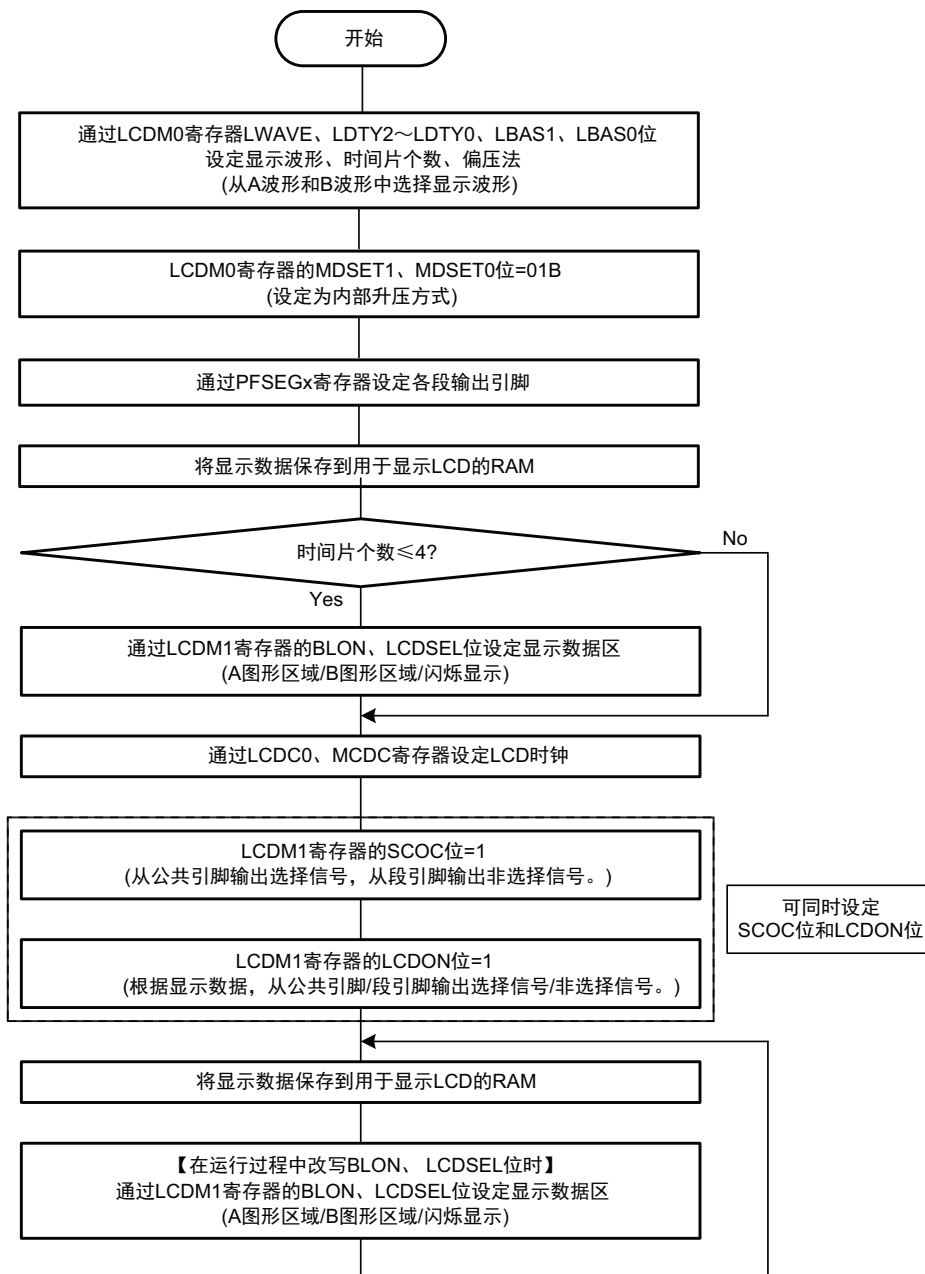 开始
通过LCDM0寄存器LWAVE、LDTY2～LDTY0、LBAS1、LBAS0位
设定显示波形、时间片个数、偏压法
(从A波形和B波形中选择显示波形)
LCDM0寄存器的MDSET1、MDSET0位=01B
(设定为内部升压方式)
通过PFSEGx寄存器设定各段输出引脚
将显示数据保存到用于显示LCD的RAM
时间片个数≤4?
No
Yes
通过LCDM1寄存器的BLON、LCDSEL位设定显示数据区
(A图形区域/B图形区域/闪烁显示)
通过LCDC0、MCDC寄存器设定LCD时钟
LCDM1寄存器的SCOC位=1
(从公共引脚输出选择信号，从段引脚输出非选择信号。)
可同时设定
SCOC位和LCDON位
LCDM1寄存器的LCDON位=1
(根据显示数据，从公共引脚/段引脚输出选择信号/非选择信号。)
将显示数据保存到用于显示LCD的RAM
【在运行过程中改写BLON、 LCDSEL位时】
通过LCDM1寄存器的BLON、LCDSEL位设定显示数据区
(A图形区域/B图形区域/闪烁显示)